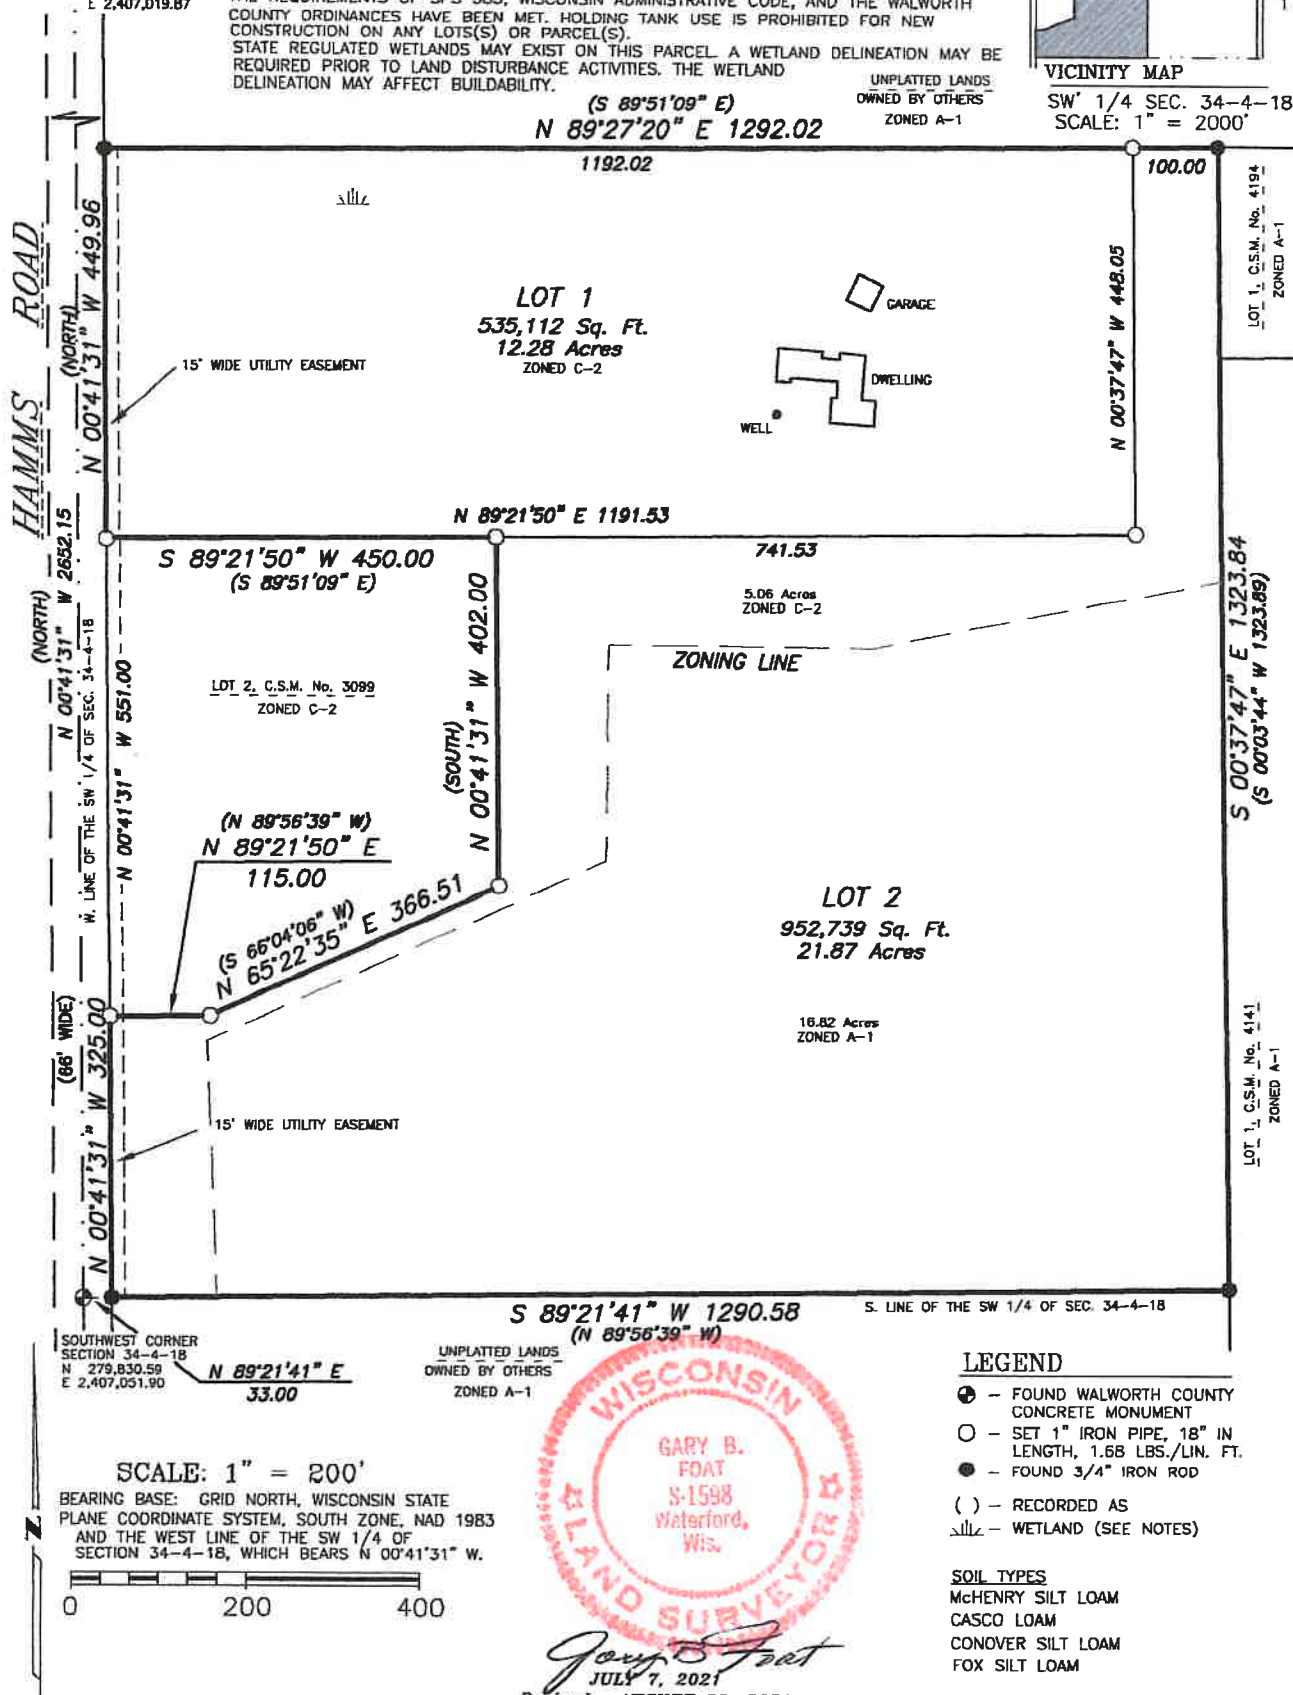 E 2,407,019.87
THE REQUIREMENTS OF SPS 383, WISCONSIN ADMINISTRATIVE CODE, AND THE WALWORTH
COUNTY ORDINANCES HAVE BEEN MET. HOLDING TANK USE IS PROHIBITED FOR NEW
CONSTRUCTION ON ANY LOTS(S) OR PARCEL(S).
STATE REGULATED WETLANDS MAY EXIST ON THIS PARCEL. A WETLAND DELINEATION MAY BE
REQUIRED PRIOR TO LAND DISTURBANCE ACTIVITIES. THE WETLAND
DELINEATION MAY AFFECT BUILDABILITY.
UNPLATTED LANDS
OWNED BY OTHERS
ZONED A-1
VICINITY MAP
SW' 1/4 SEC. 34-4-18
SCALE: 1" = 2000'
(S 89°51'09" E)
N 89°27'20" E 1292.02
1192.02
100.00
HAMMS ROAD
N 00°41'31" W 449.96
(NORTH)
15' WIDE UTILITY EASEMENT
LOT 1
535,112 Sq. Ft.
12.28 Acres
ZONED C-2
GARAGE
DWELLING
WELL
N 00°37'47" W 448.05
LOT 1, C.S.M. No. 4194
ZONED A-1
N 89°21'50" E 1191.53
S 89°21'50" W 450.00
(S 89°51'09" E)
741.53
5.06 Acres
ZONED C-2
ZONING LINE
(NORTH)
N 00°41'31" W 2652.15
W. LINE OF THE SW 1/4 OF SEC. 34-4-18
N 00°41'31" W 551.00
LOT 2, C.S.M. No. 3099
ZONED C-2
(SOUTH)
N 00°41'31" W 402.00
S 00°37'47" E 1323.84
(S 00°03'44" W 1323.89)
(N 89°56'39" W)
N 89°21'50" E
115.00
(S 66°04'06" W)
N 65°22'35" E 366.51
LOT 2
952,739 Sq. Ft.
21.87 Acres
16.82 Acres
ZONED A-1
LOT 1, C.S.M. No. 4141
ZONED A-1
(66' WIDE)
N 00°41'31" W 325.00
15' WIDE UTILITY EASEMENT
S 89°21'41" W 1290.58
(N 89°56'39" W)
S. LINE OF THE SW 1/4 OF SEC. 34-4-18
SOUTHWEST CORNER
SECTION 34-4-18
N 279,830.59
E 2,407,051.90
N 89°21'41" E
33.00
UNPLATTED LANDS
OWNED BY OTHERS
ZONED A-1
WISCONSIN
GARY B.
FOAT
S-1598
Waterford,
Wis.
LAND SURVEYOR
Gary B Foat
JULY 7, 2021
LEGEND
– FOUND WALWORTH COUNTY
CONCRETE MONUMENT
– SET 1" IRON PIPE, 18" IN
LENGTH, 1.68 LBS./LIN. FT.
– FOUND 3/4" IRON ROD
( ) – RECORDED AS
– WETLAND (SEE NOTES)
SOIL TYPES
McHENRY SILT LOAM
CASCO LOAM
CONOVER SILT LOAM
FOX SILT LOAM
SCALE: 1" = 200'
BEARING BASE: GRID NORTH, WISCONSIN STATE
PLANE COORDINATE SYSTEM, SOUTH ZONE, NAD 1983
AND THE WEST LINE OF THE SW 1/4 OF
SECTION 34-4-18, WHICH BEARS N 00°41'31" W.
0 200 400
N